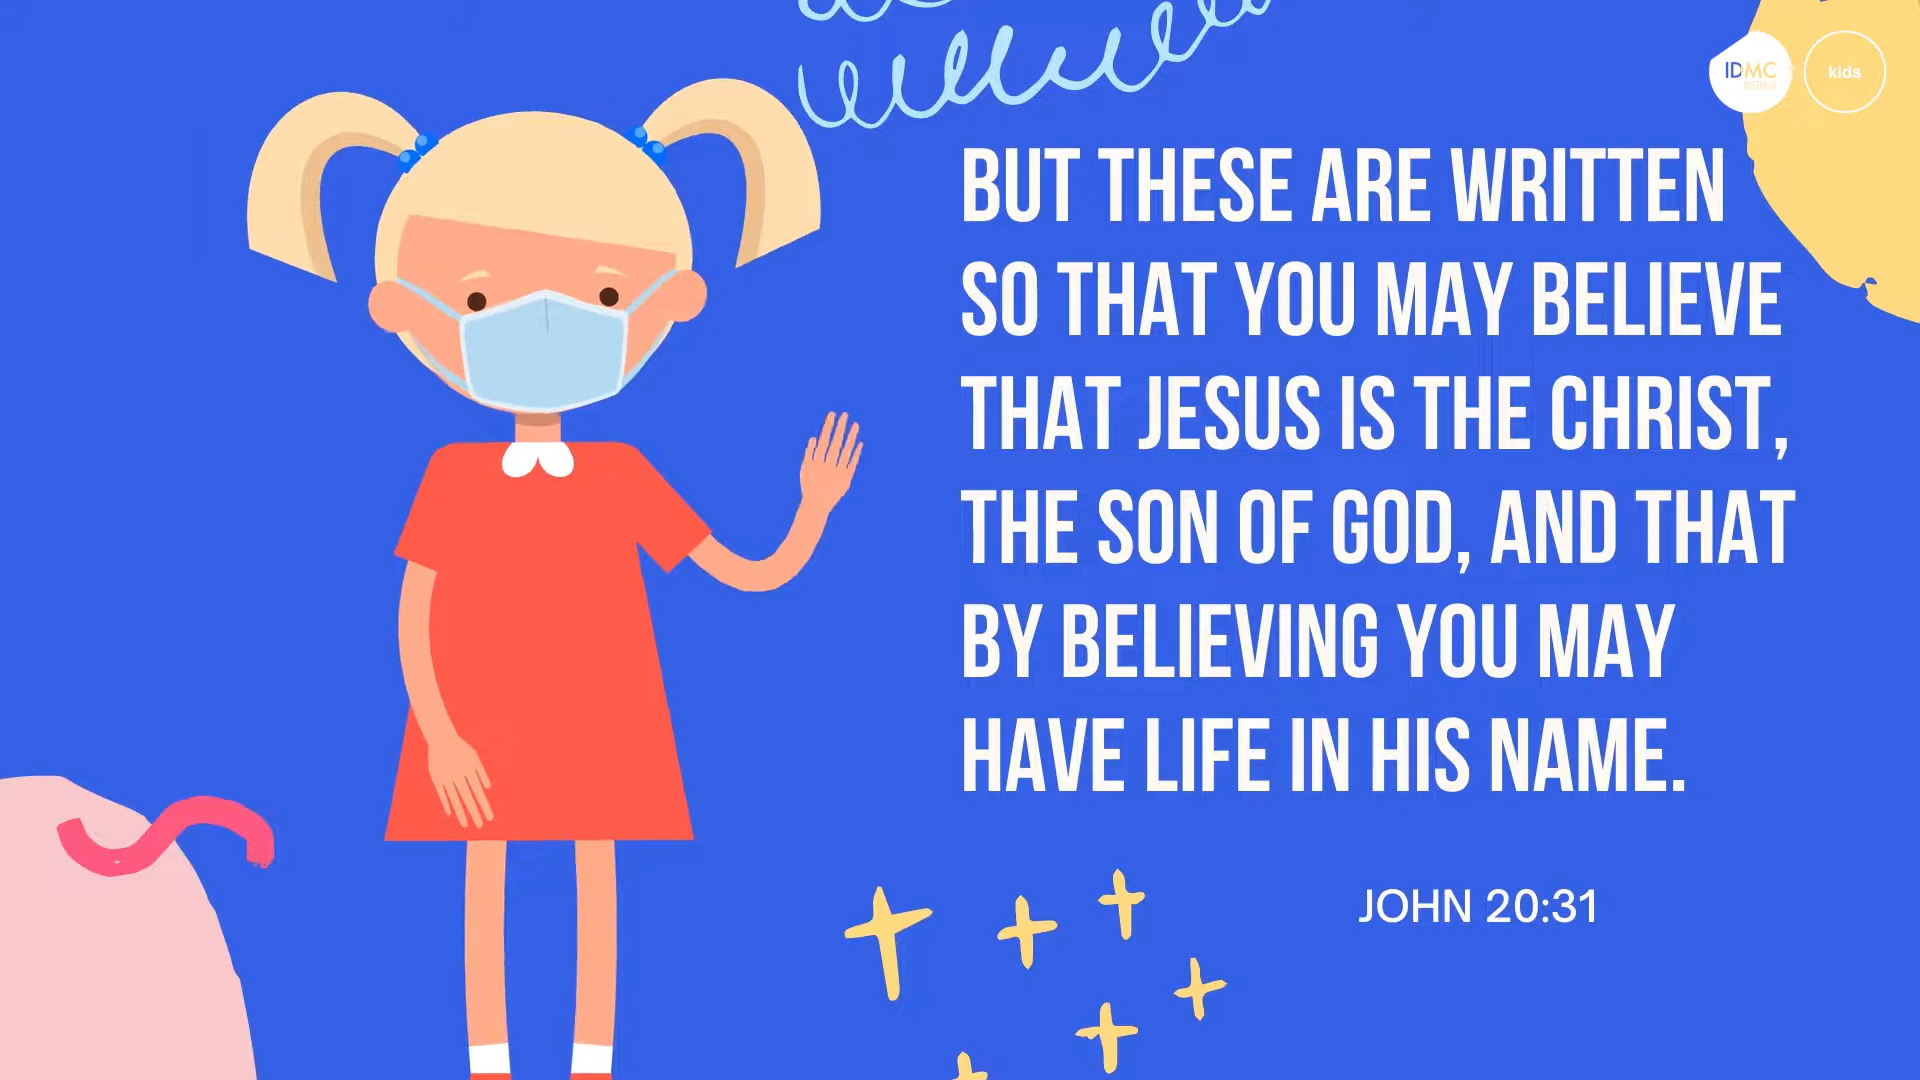 IDMC
kids
BUT THESE ARE WRITTEN
SO THAT YOU MAY BELIEVE
THAT JESUS IS THE CHRIST,
THE SON OF GOD, AND THAT
BY BELIEVING YOU MAY
HAVE LIFE IN HIS NAME.
JOHN 20:31